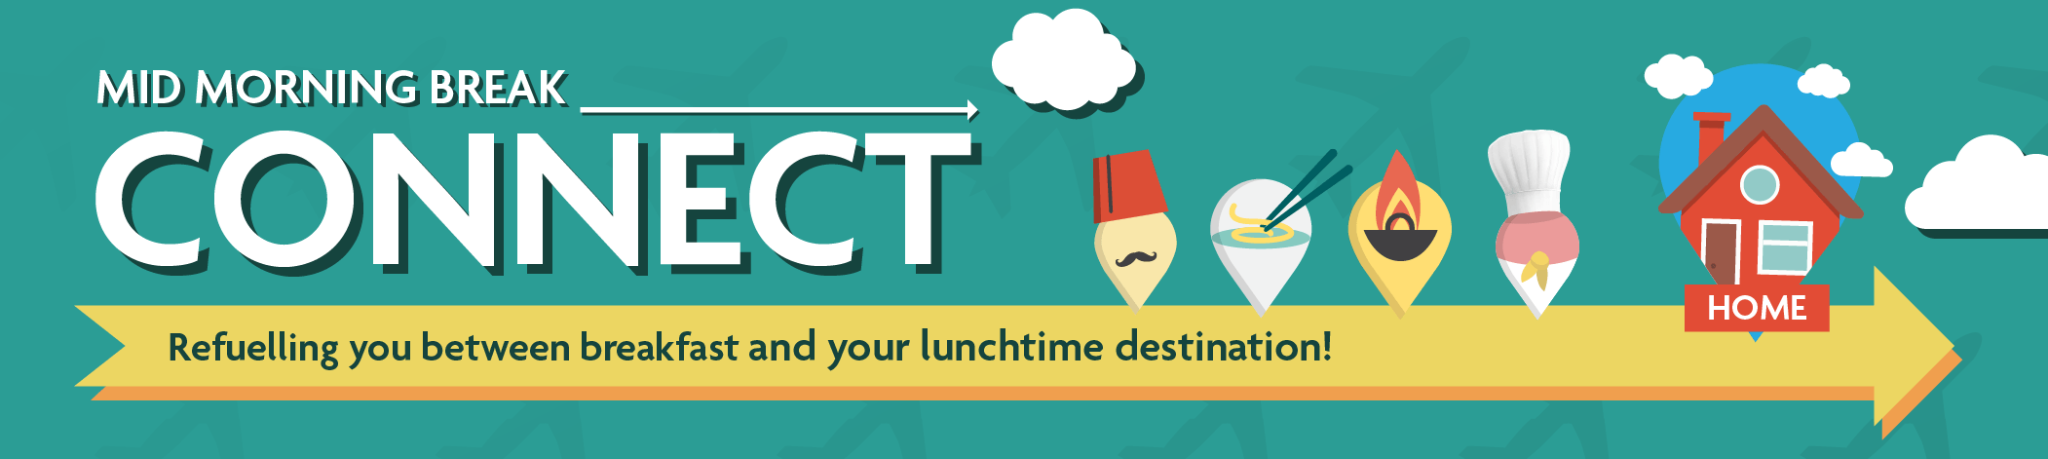 MID MORNING BREAK
CONNECT
HOME
Refuelling you between breakfast and your lunchtime destination!